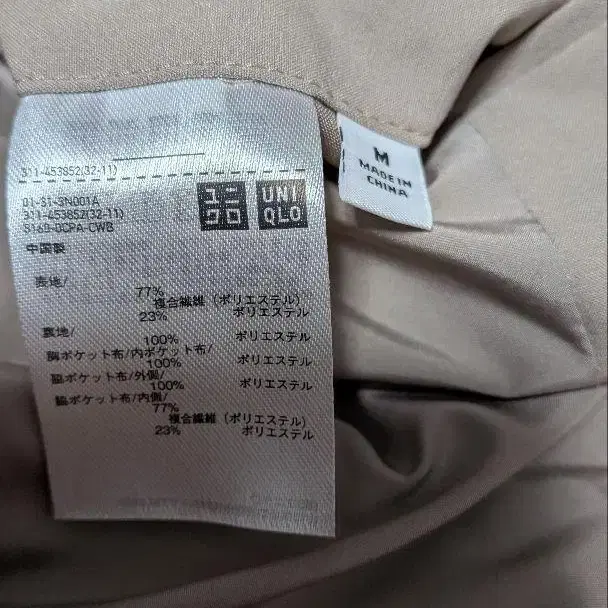 311-453852(32-11)
01-S1-3N001A
311-453852(32-11)
S160-DCPA-CWB
ユニクロ
UNIQLO
中国製
表地/
77%
複合繊維 (ポリエステル)
23% ポリエステル
裏地/
100% ポリエステル
胸ポケット布/内ポケット布/
100% ポリエステル
脇ポケット布/外側/
100% ポリエステル
脇ポケット布/内側/
77%
複合繊維 (ポリエステル)
23% ポリエステル
M
MADE IN
CHINA